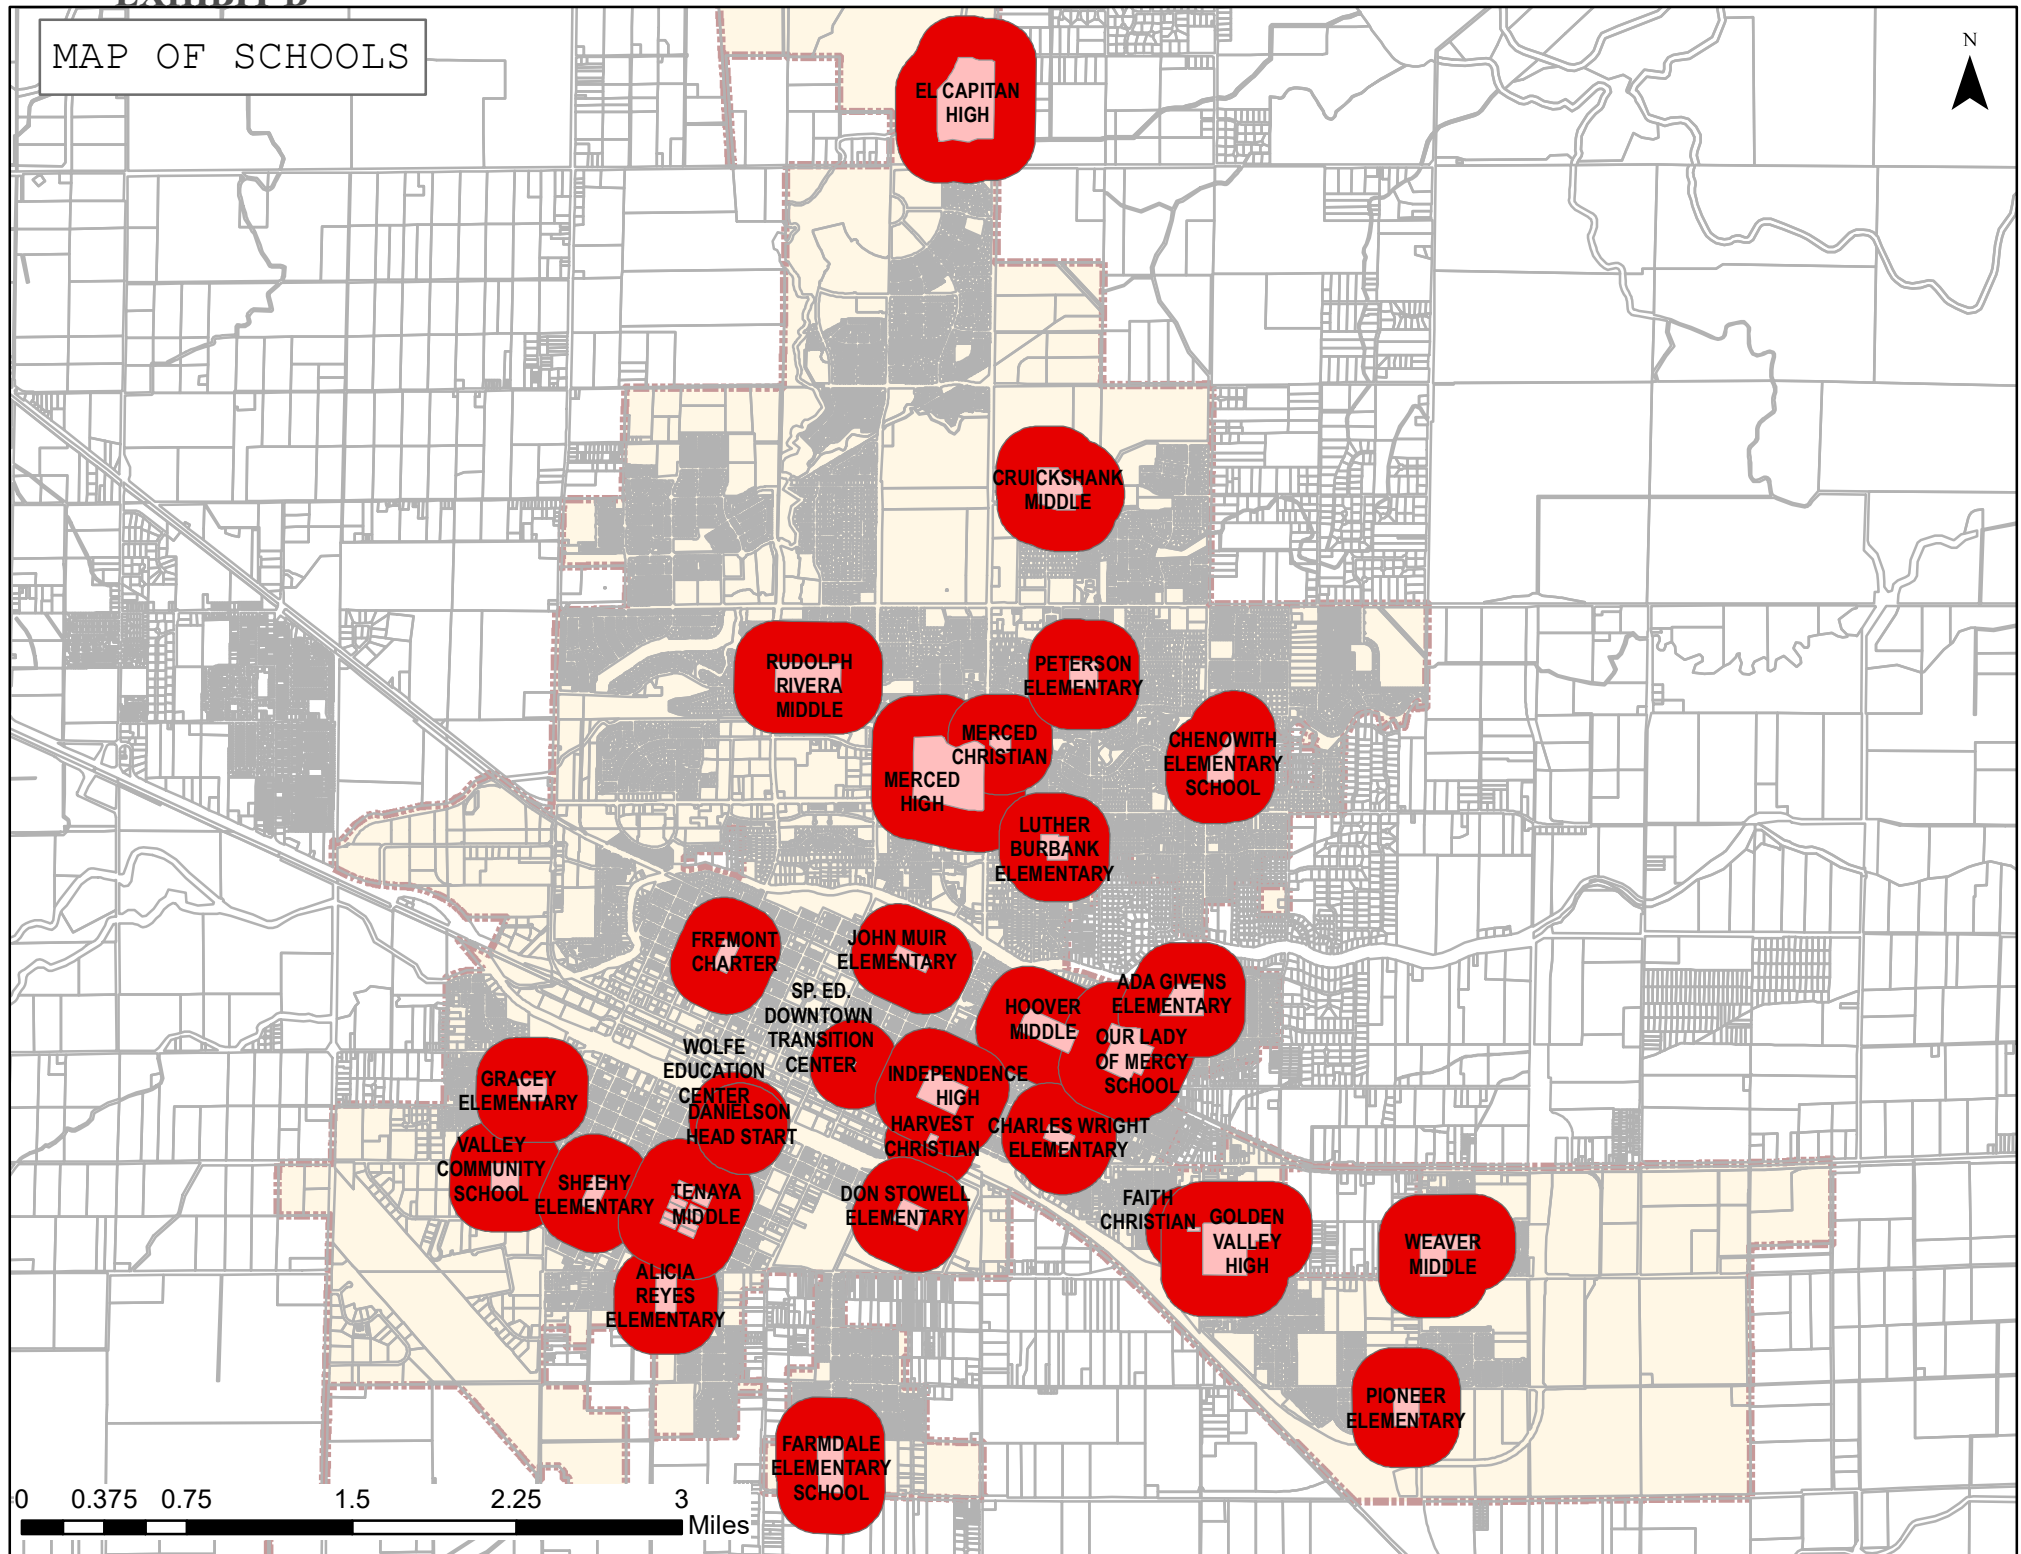 EXHIBIT B
MAP OF SCHOOLS
N
EL CAPITAN
HIGH
CRUICKSHANK
MIDDLE
RUDOLPH
RIVERA
MIDDLE
PETERSON
ELEMENTARY
MERCED
CHRISTIAN
MERCED
HIGH
CHENOWITH
ELEMENTARY
SCHOOL
LUTHER
BURBANK
ELEMENTARY
FREMONT
CHARTER
JOHN MUIR
ELEMENTARY
SP. ED.
DOWNTOWN
TRANSITION
CENTER
HOOVER
MIDDLE
ADA GIVENS
ELEMENTARY
OUR LADY
OF MERCY
SCHOOL
WOLFE
EDUCATION
CENTER
DANIELSON
HEAD START
INDEPENDENCE
HIGH
HARVEST
CHRISTIAN
CHARLES WRIGHT
ELEMENTARY
GRACEY
ELEMENTARY
VALLEY
COMMUNITY
SCHOOL
SHEEHY
ELEMENTARY
TENAYA
MIDDLE
DON STOWELL
ELEMENTARY
FAITH
CHRISTIAN
GOLDEN
VALLEY
HIGH
WEAVER
MIDDLE
ALICIA
REYES
ELEMENTARY
PIONEER
ELEMENTARY
FARMDALE
ELEMENTARY
SCHOOL
0 0.375 0.75 1.5 2.25 3
Miles